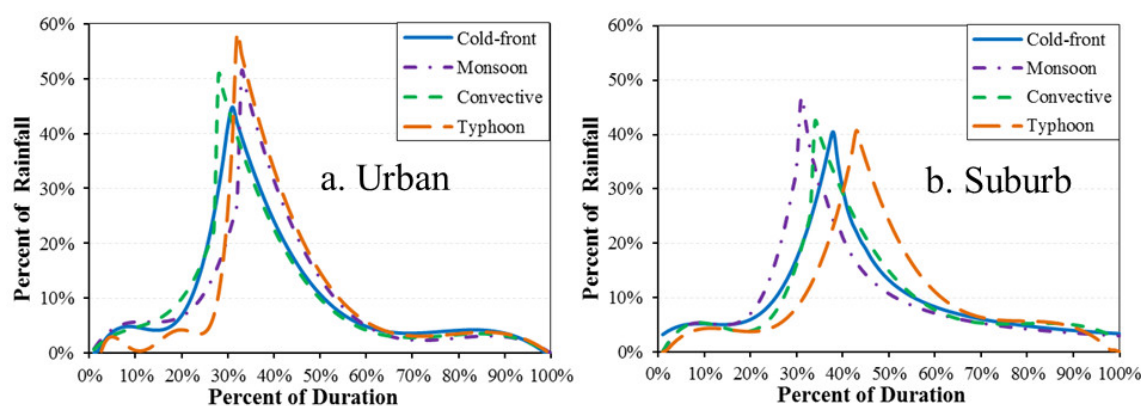 60%
50%
40%
30%
20%
10%
0%
Percent of Rainfall
Cold-front
Monsoon
Convective
Typhoon
a. Urban
0% 10% 20% 30% 40% 50% 60% 70% 80% 90% 100%
Percent of Duration
60%
50%
40%
30%
20%
10%
0%
Percent of Rainfall
Cold-front
Monsoon
Convective
Typhoon
b. Suburb
0% 10% 20% 30% 40% 50% 60% 70% 80% 90% 100%
Percent of Duration